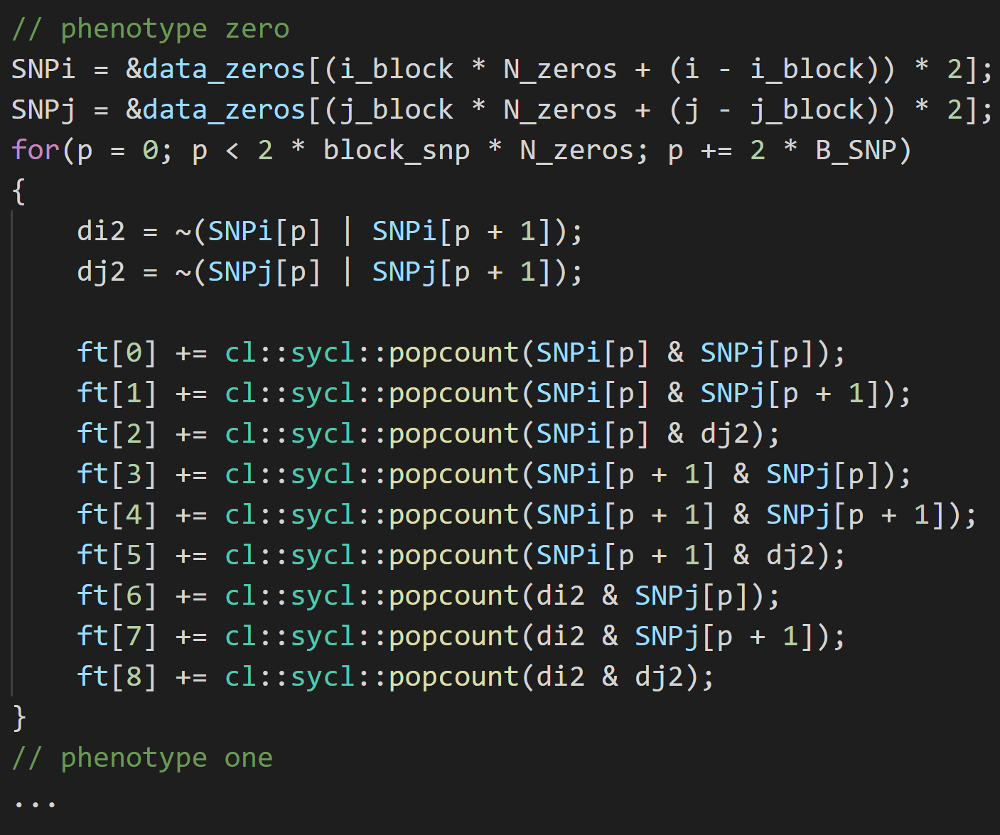 // phenotype zero
SNPi = &data_zeros[(i_block * N_zeros + (i - i_block)) * 2];
SNPj = &data_zeros[(j_block * N_zeros + (j - j_block)) * 2];
for(p = 0; p < 2 * block_snp * N_zeros; p += 2 * B_SNP)
{
    di2 = ~(SNPi[p] | SNPi[p + 1]);
    dj2 = ~(SNPj[p] | SNPj[p + 1]);

    ft[0] += cl::sycl::popcount(SNPi[p] & SNPj[p]);
    ft[1] += cl::sycl::popcount(SNPi[p] & SNPj[p + 1]);
    ft[2] += cl::sycl::popcount(SNPi[p] & dj2);
    ft[3] += cl::sycl::popcount(SNPi[p + 1] & SNPj[p]);
    ft[4] += cl::sycl::popcount(SNPi[p + 1] & SNPj[p + 1]);
    ft[5] += cl::sycl::popcount(SNPi[p + 1] & dj2);
    ft[6] += cl::sycl::popcount(di2 & SNPj[p]);
    ft[7] += cl::sycl::popcount(di2 & SNPj[p + 1]);
    ft[8] += cl::sycl::popcount(di2 & dj2);
}
// phenotype one
...